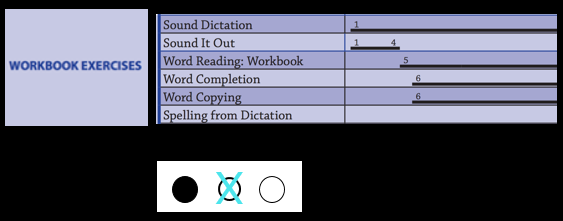 WORKBOOK EXERCISES
Sound Dictation 1
Sound It Out 1 4
Word Reading: Workbook 5
Word Completion 6
Word Copying 6
Spelling from Dictation
X